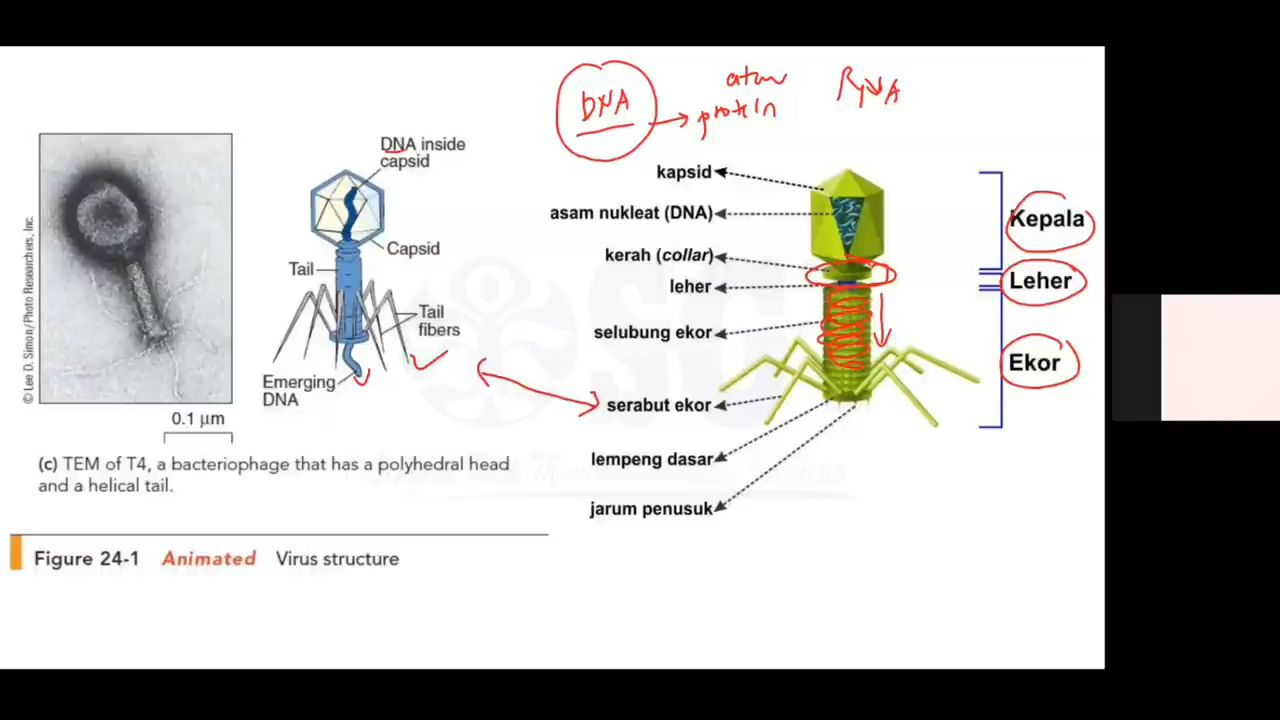 DNA
atau
protein
RNA
DNA inside
capsid
Capsid
Tail
Tail
fibers
Emerging
DNA
© Lee D. Simon/Photo Researchers, Inc.
0.1 μm
(c) TEM of T4, a bacteriophage that has a polyhedral head
and a helical tail.
Figure 24-1 Animated Virus structure
kapsid
asam nukleat (DNA)
kerah (collar)
leher
selubung ekor
serabut ekor
lempeng dasar
jarum penusuk
Kepala
Leher
Ekor